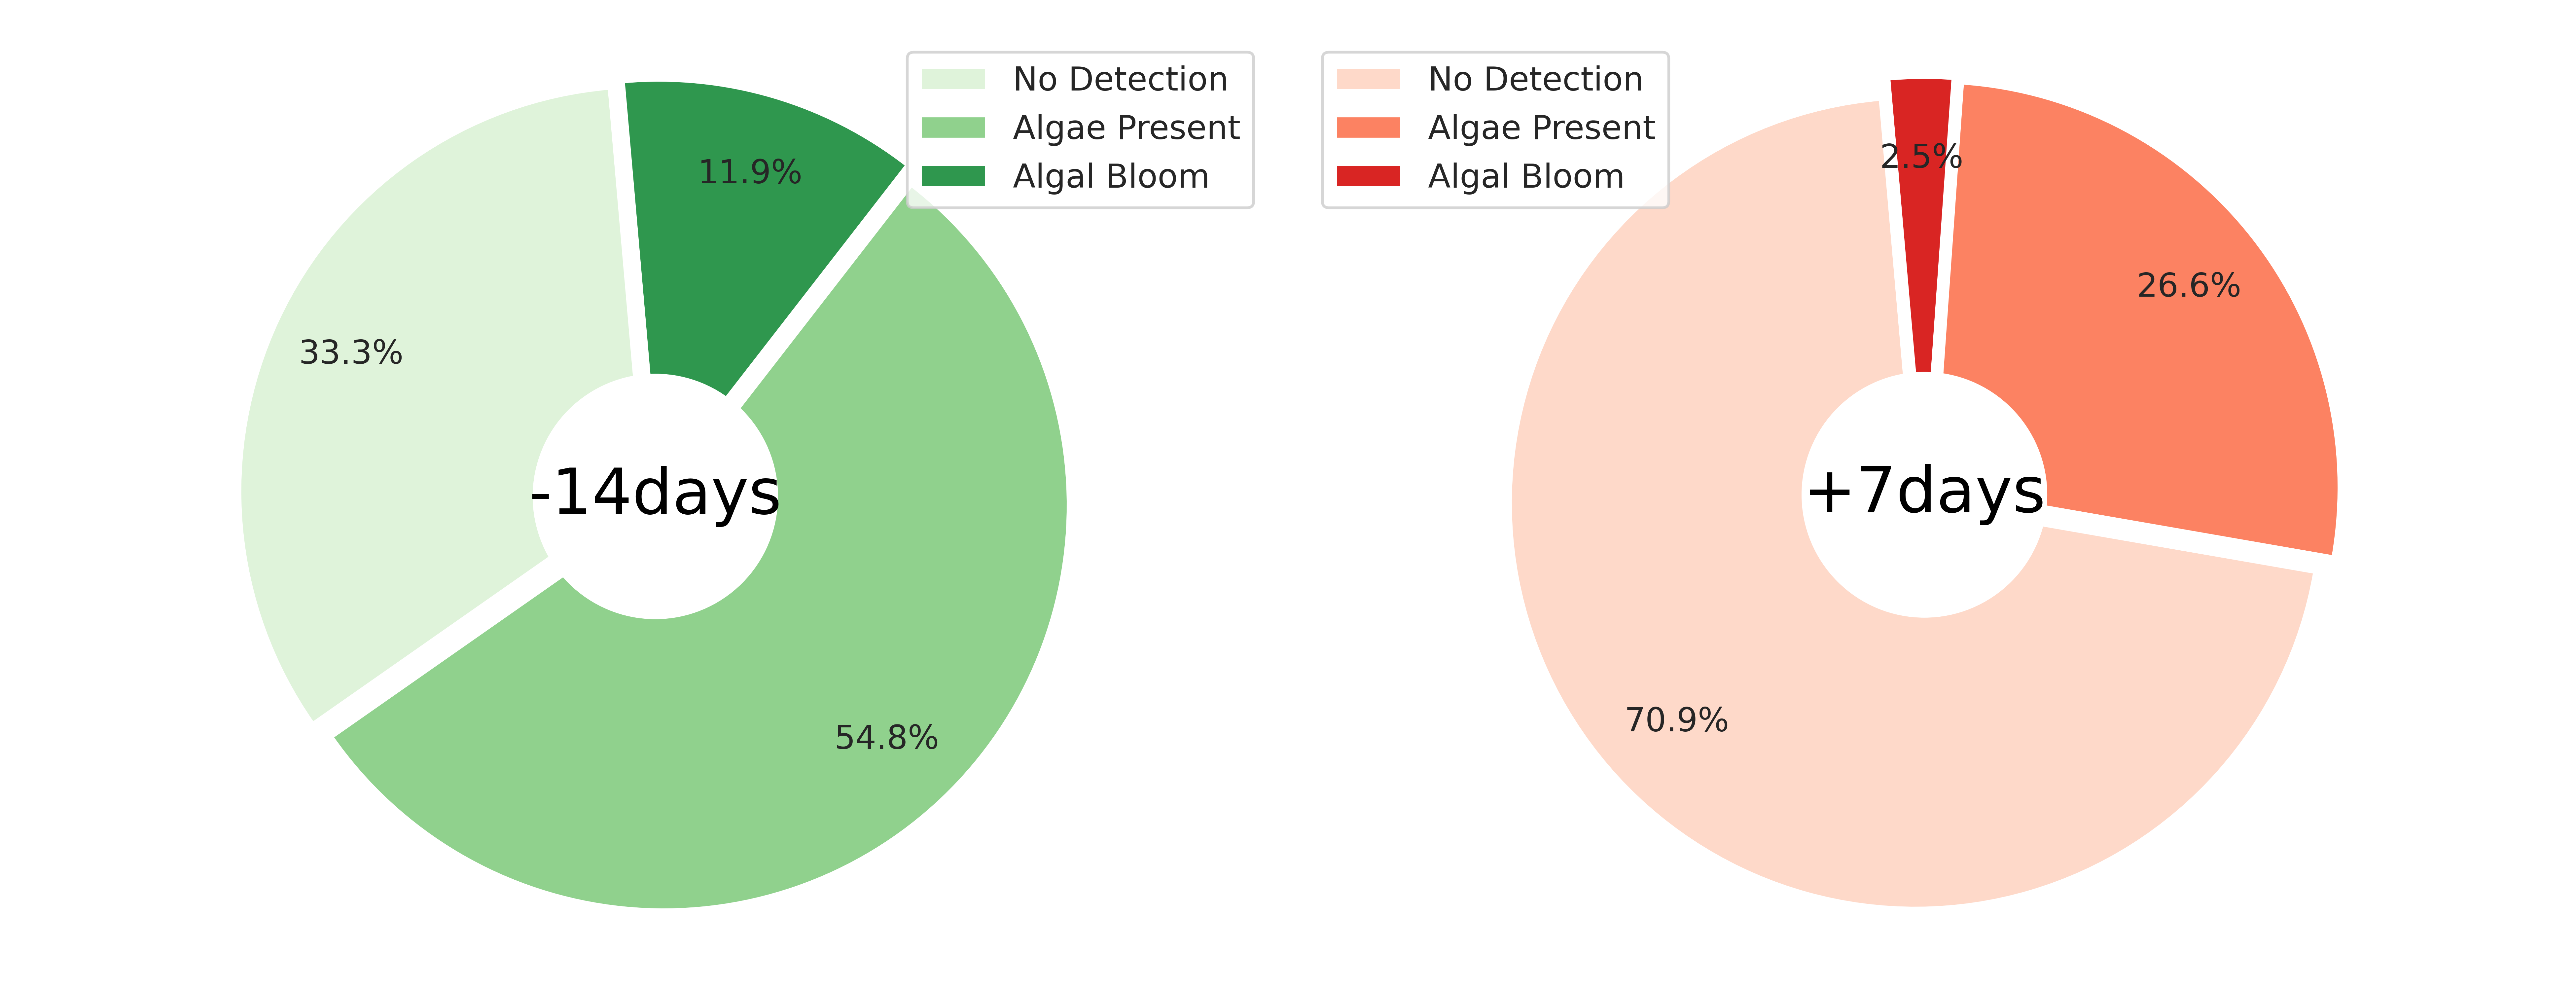 No Detection
Algae Present
Algal Bloom
11.9%
33.3%
-14days
54.8%
No Detection
Algae Present
Algal Bloom
2.5%
26.6%
+7days
70.9%